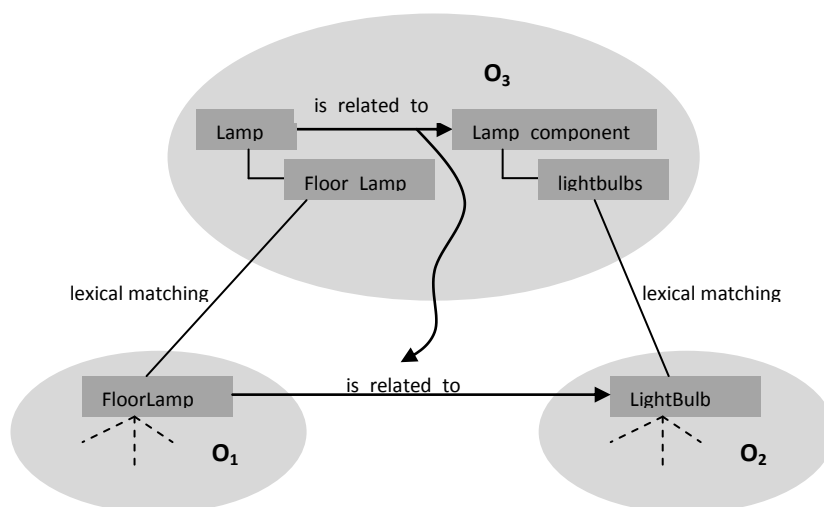 O3
is related to
Lamp
Lamp component
Floor Lamp
lightbulbs
lexical matching
lexical matching
is related to
FloorLamp
LightBulb
O1
O2